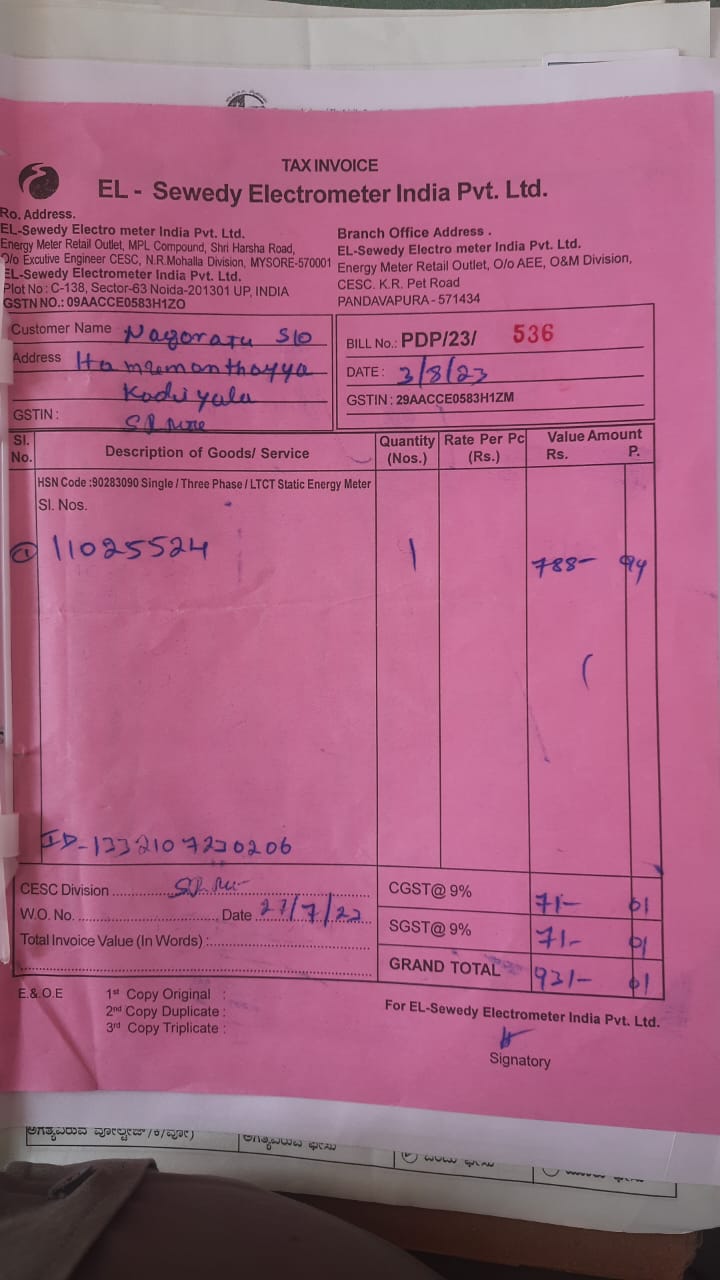 TAX INVOICE
EL - Sewedy Electrometer India Pvt. Ltd.
Ro. Address.
EL-Sewedy Electro meter India Pvt. Ltd.
Energy Meter Retail Outlet, MPL Compound, Shri Harsha Road,
O/o Excutive Engineer CESC, N.R.Mohalla Division, MYSORE-570001
EL-Sewedy Electrometer India Pvt. Ltd.
Plot No : C-138, Sector-63 Noida-201301 UP, INDIA
GSTN NO.: 09AACCE0583H1ZO
Branch Office Address .
EL-Sewedy Electro meter India Pvt. Ltd.
Energy Meter Retail Outlet, O/o AEE, O&M Division,
CESC. K.R. Pet Road
PANDAVAPURA - 571434
Customer Name Nagoraju S/o
Address
Kodiyala
GSTIN :
BILL No.: PDP/23/ 536
DATE : 3/8/23
GSTIN : 29AACCE0583H1ZM
Sl. No. Description of Goods/ Service Quantity (Nos.) Rate Per Pc (Rs.) Value Amount Rs. P.
HSN Code :90283090 Single / Three Phase / LTCT Static Energy Meter
Sl. Nos.
① 11025524 1 788- 94
ID-1332107230206
CESC Division
W.O. No. Date 27/7/23
Total Invoice Value (In Words) :
CGST@ 9% 71- 01
SGST@ 9% 71- 01
GRAND TOTAL 931- 01
E.& O.E 1st Copy Original :
2nd Copy Duplicate :
3rd Copy Triplicate :
For EL-Sewedy Electrometer India Pvt. Ltd.
Signatory